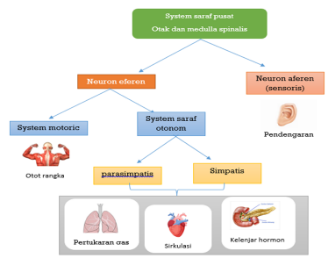 System saraf pusat
Otak dan medulla spinalis
Neuron eferen
Neuron aferen
(sensoris)
System motoric
System saraf
otonom
Pendengaran
Otot rangka
parasimpatis
Simpatis
Pertukaran gas
Sirkulasi
Kelenjar hormon